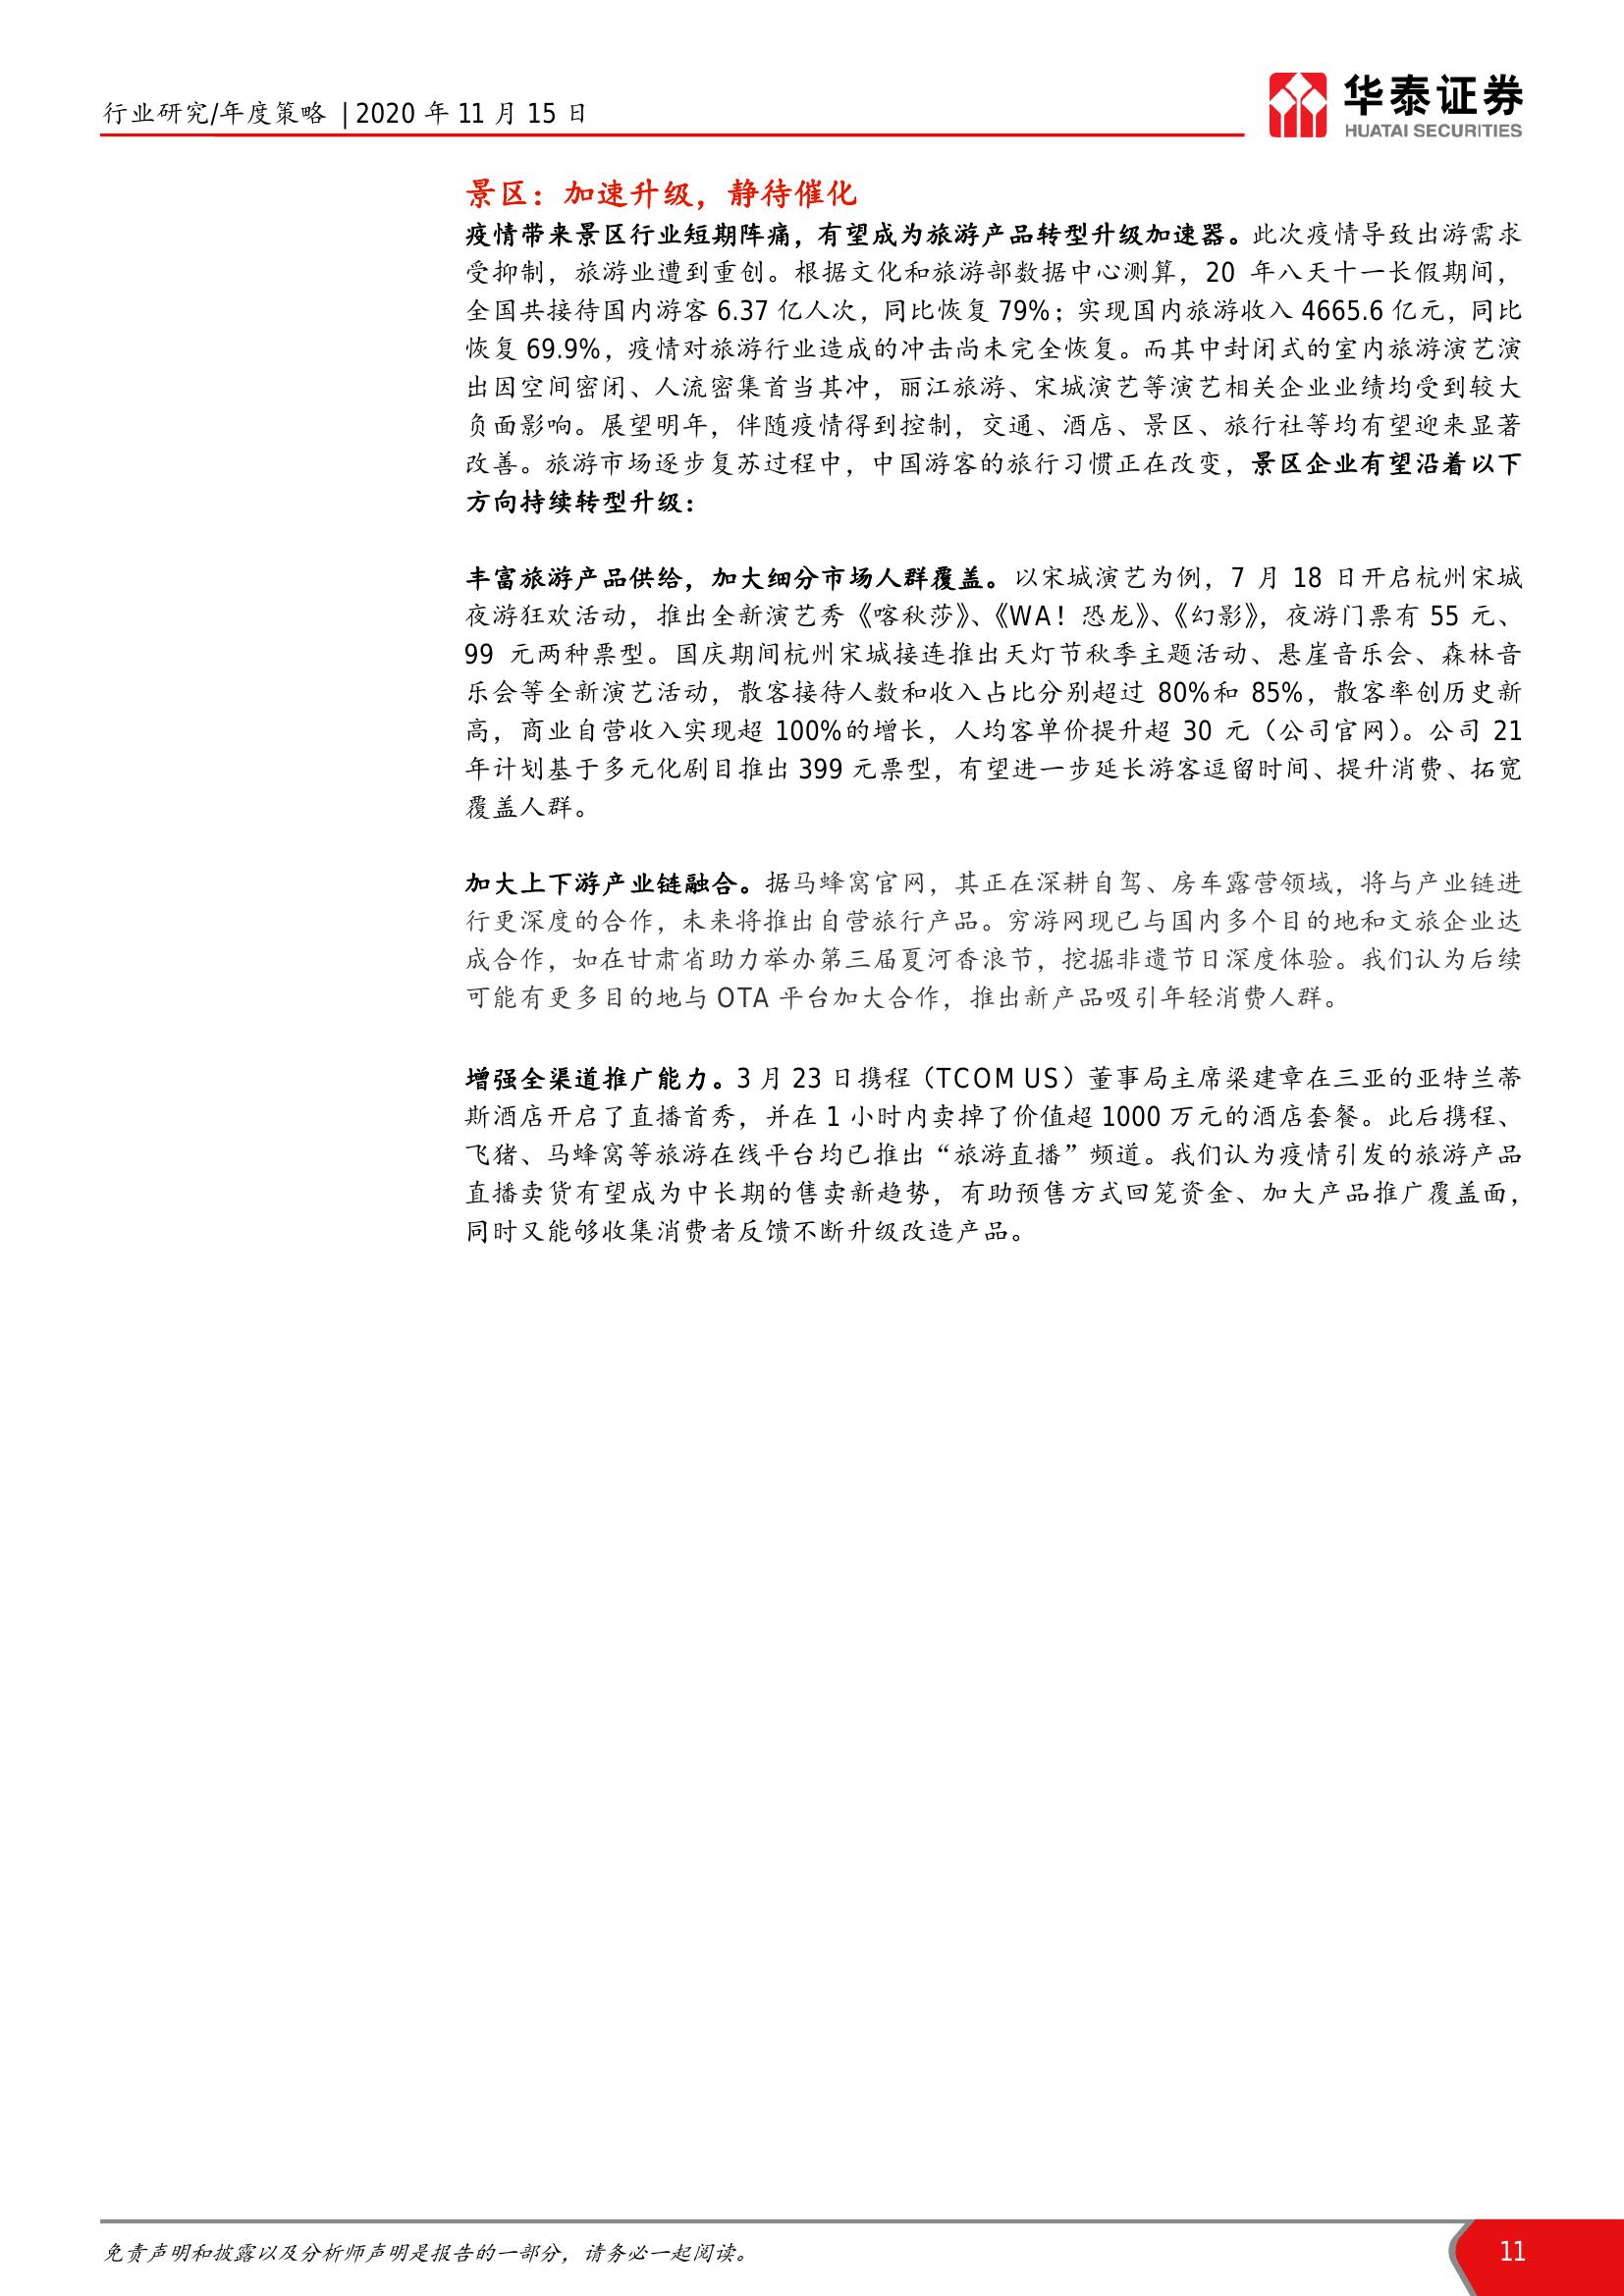 行业研究/年度策略 | 2020 年 11 月 15 日
华泰证券
HUATAI SECURITIES
景区：加速升级，静待催化
疫情带来景区行业短期阵痛，有望成为旅游产品转型升级加速器。此次疫情导致出游需求
受抑制，旅游业遭到重创。根据文化和旅游部数据中心测算，20 年八天十一长假期间，
全国共接待国内游客 6.37 亿人次，同比恢复 79%；实现国内旅游收入 4665.6 亿元，同比
恢复 69.9%，疫情对旅游行业造成的冲击尚未完全恢复。而其中封闭式的室内旅游演艺演
出因空间密闭、人流密集首当其冲，丽江旅游、宋城演艺等演艺相关企业业绩均受到较大
负面影响。展望明年，伴随疫情得到控制，交通、酒店、景区、旅行社等均有望迎来显著
改善。旅游市场逐步复苏过程中，中国游客的旅行习惯正在改变，景区企业有望沿着以下
方向持续转型升级：
丰富旅游产品供给，加大细分市场人群覆盖。以宋城演艺为例，7 月 18 日开启杭州宋城
夜游狂欢活动，推出全新演艺秀《喀秋莎》、《WA！恐龙》、《幻影》，夜游门票有 55 元、
99 元两种票型。国庆期间杭州宋城接连推出天灯节秋季主题活动、悬崖音乐会、森林音
乐会等全新演艺活动，散客接待人数和收入占比分别超过 80%和 85%，散客率创历史新
高，商业自营收入实现超 100%的增长，人均客单价提升超 30 元（公司官网）。公司 21
年计划基于多元化剧目推出 399 元票型，有望进一步延长游客逗留时间、提升消费、拓宽
覆盖人群。
加大上下游产业链融合。据马蜂窝官网，其正在深耕自驾、房车露营领域，将与产业链进
行更深度的合作，未来将推出自营旅行产品。穷游网现已与国内多个目的地和文旅企业达
成合作，如在甘肃省助力举办第三届夏河香浪节，挖掘非遗节日深度体验。我们认为后续
可能有更多目的地与 OTA 平台加大合作，推出新产品吸引年轻消费人群。
增强全渠道推广能力。3 月 23 日携程（TCOM US）董事局主席梁建章在三亚的亚特兰蒂
斯酒店开启了直播首秀，并在 1 小时内卖掉了价值超 1000 万元的酒店套餐。此后携程、
飞猪、马蜂窝等旅游在线平台均已推出“旅游直播”频道。我们认为疫情引发的旅游产品
直播卖货有望成为中长期的售卖新趋势，有助预售方式回笼资金、加大产品推广覆盖面，
同时又能够收集消费者反馈不断升级改造产品。
免责声明和披露以及分析师声明是报告的一部分，请务必一起阅读。
11